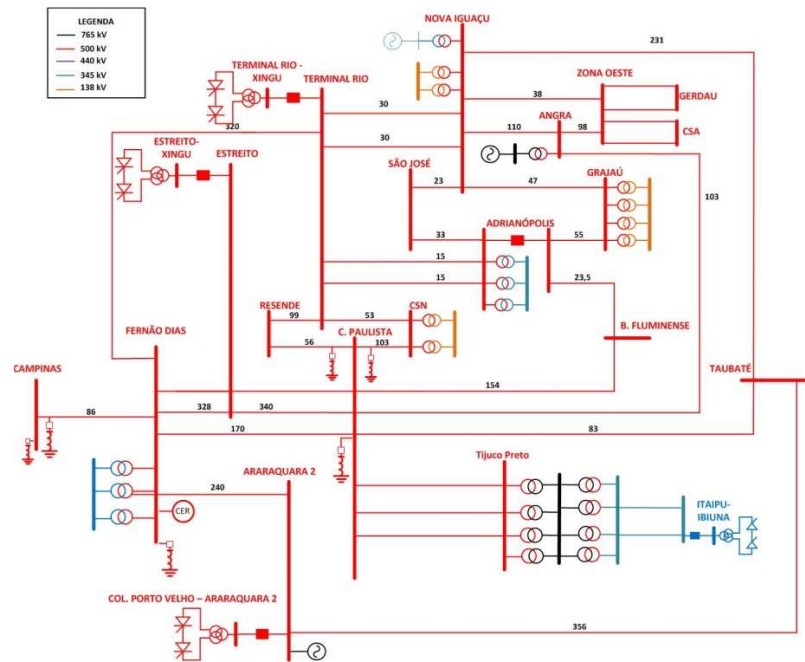 LEGENDA
765 kV
500 kV
440 kV
345 kV
138 kV
NOVA IGUAÇU
231
TERMINAL RIO -
XINGU
TERMINAL RIO
ZONA OESTE
38
GERDAU
30
ANGRA
320
110
98
CSA
ESTREITO-
XINGU
ESTREITO
30
SÃO JOSÉ
GRAJAÚ
23
47
103
ADRIANÓPOLIS
33
55
15
15
23,5
RESENDE
CSN
99
53
C. PAULISTA
FERNÃO DIAS
56
103
B. FLUMINENSE
CAMPINAS
TAUBATÉ
154
86
328
340
170
83
ARARAQUARA 2
Tijuco Preto
240
ITAIPU-
IBIUNA
CER
COL. PORTO VELHO – ARARAQUARA 2
356